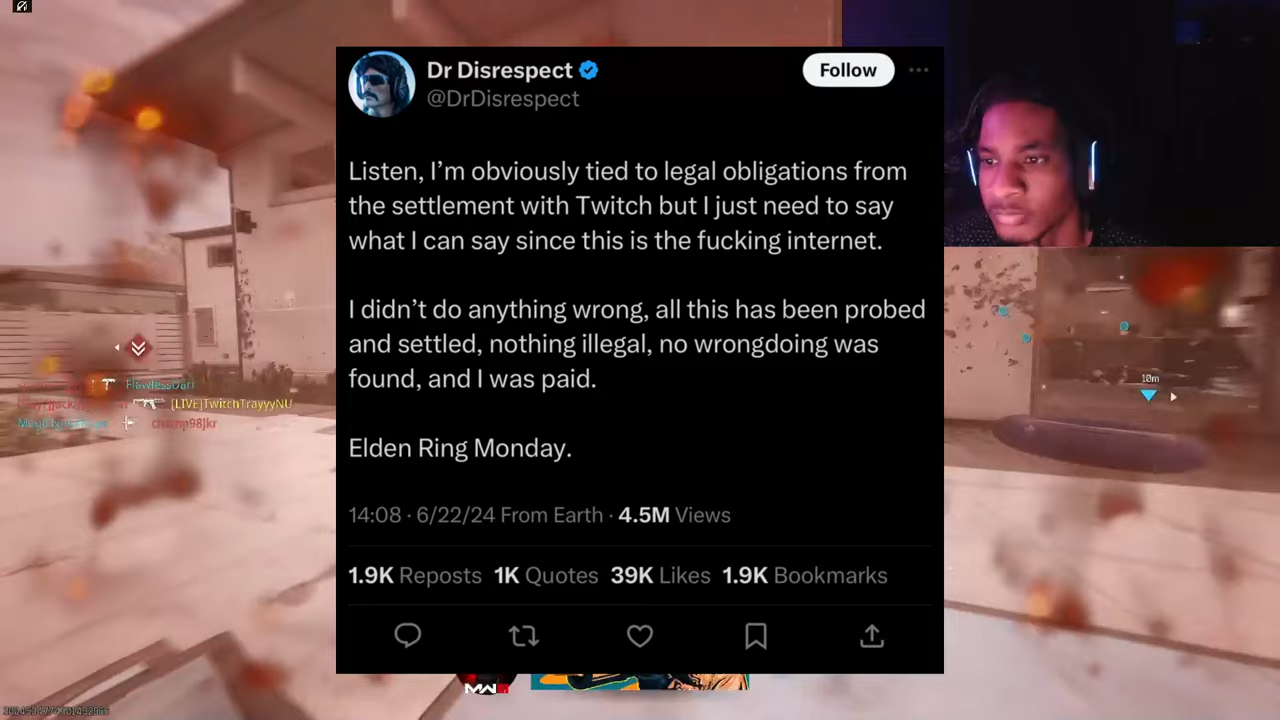 Dr Disrespect
@DrDisrespect
Follow
Listen, I’m obviously tied to legal obligations from
the settlement with Twitch but I just need to say
what I can say since this is the fucking internet.
I didn’t do anything wrong, all this has been probed
and settled, nothing illegal, no wrongdoing was
found, and I was paid.
Elden Ring Monday.
14:08 · 6/22/24 From Earth · 4.5M Views
1.9K Reposts 1K Quotes 39K Likes 1.9K Bookmarks
FlawlessDari
[LIVE]TwitchTrayyyNU
champ98jkr
10m
MW